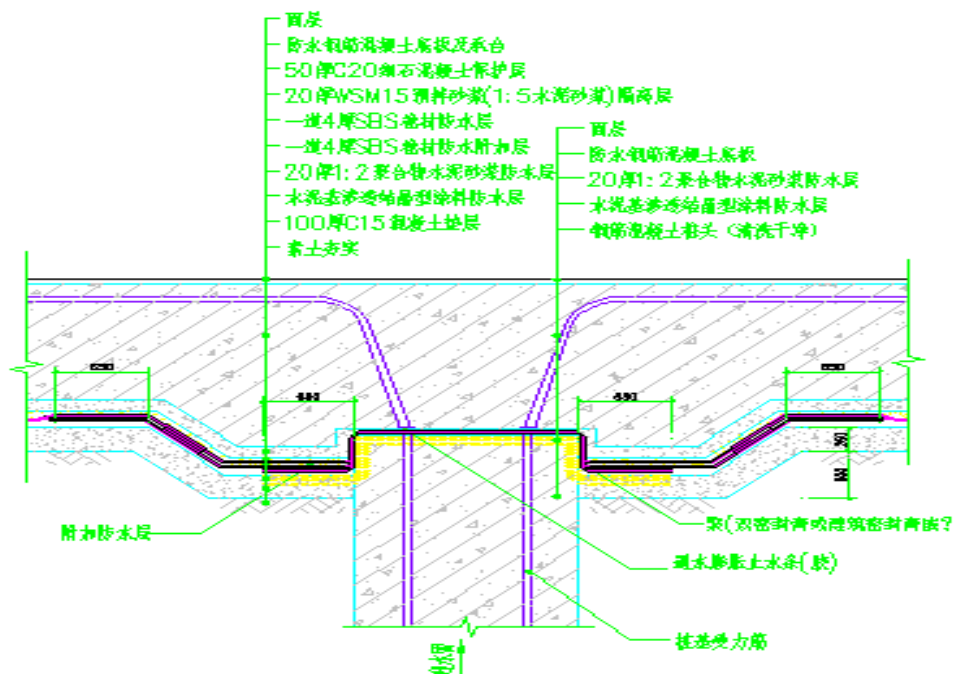 面层
防水钢筋混凝土底板及承台
50厚C20细石混凝土保护层
20厚WSM15预拌砂浆(1:5水泥砂浆)隔离层
一道4厚SBS卷材防水层
一道4厚SBS卷材防水附加层
20厚1:2聚合物水泥砂浆防水层
水泥基渗透结晶型涂料防水层
100厚C15混凝土垫层
素土夯实
面层
防水钢筋混凝土底板
20厚1:2聚合物水泥砂浆防水层
水泥基渗透结晶型涂料防水层
钢筋混凝土桩头（清洗干净）
附加防水层
密封膏或建筑密封膏
遇水膨胀止水条(胶)
桩基受力筋